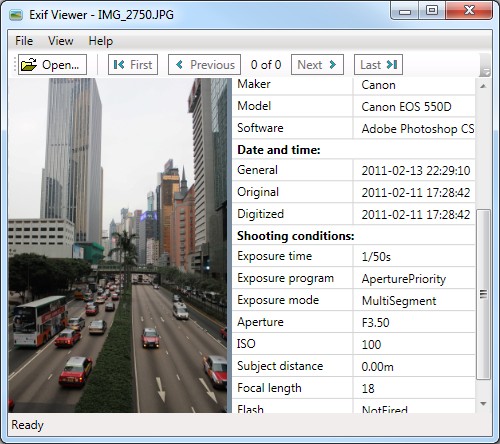 Exif Viewer - IMG_2750.JPG
File View Help
Open... First Previous 0 of 0 Next Last
Maker Canon
Model Canon EOS 550D
Software Adobe Photoshop CS
Date and time:
General 2011-02-13 22:29:10
Original 2011-02-11 17:28:42
Digitized 2011-02-11 17:28:42
Shooting conditions:
Exposure time 1/50s
Exposure program AperturePriority
Exposure mode MultiSegment
Aperture F3.50
ISO 100
Subject distance 0.00m
Focal length 18
Flash NotFired
Ready